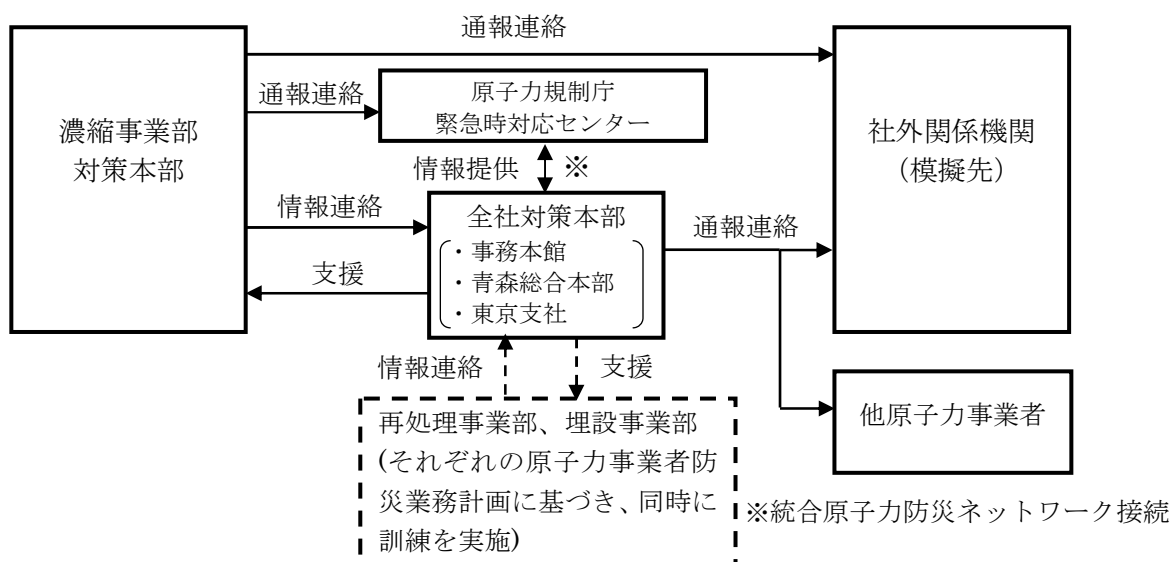 通報連絡
濃縮事業部
対策本部
通報連絡
原子力規制庁
緊急時対応センター
社外関係機関
（模擬先）
情報提供 ※
情報連絡
全社対策本部
・事務本館
・青森総合本部
・東京支社
通報連絡
支援
情報連絡
支援
再処理事業部、埋設事業部
(それぞれの原子力事業者防
災業務計画に基づき、同時に
訓練を実施)
他原子力事業者
※統合原子力防災ネットワーク接続